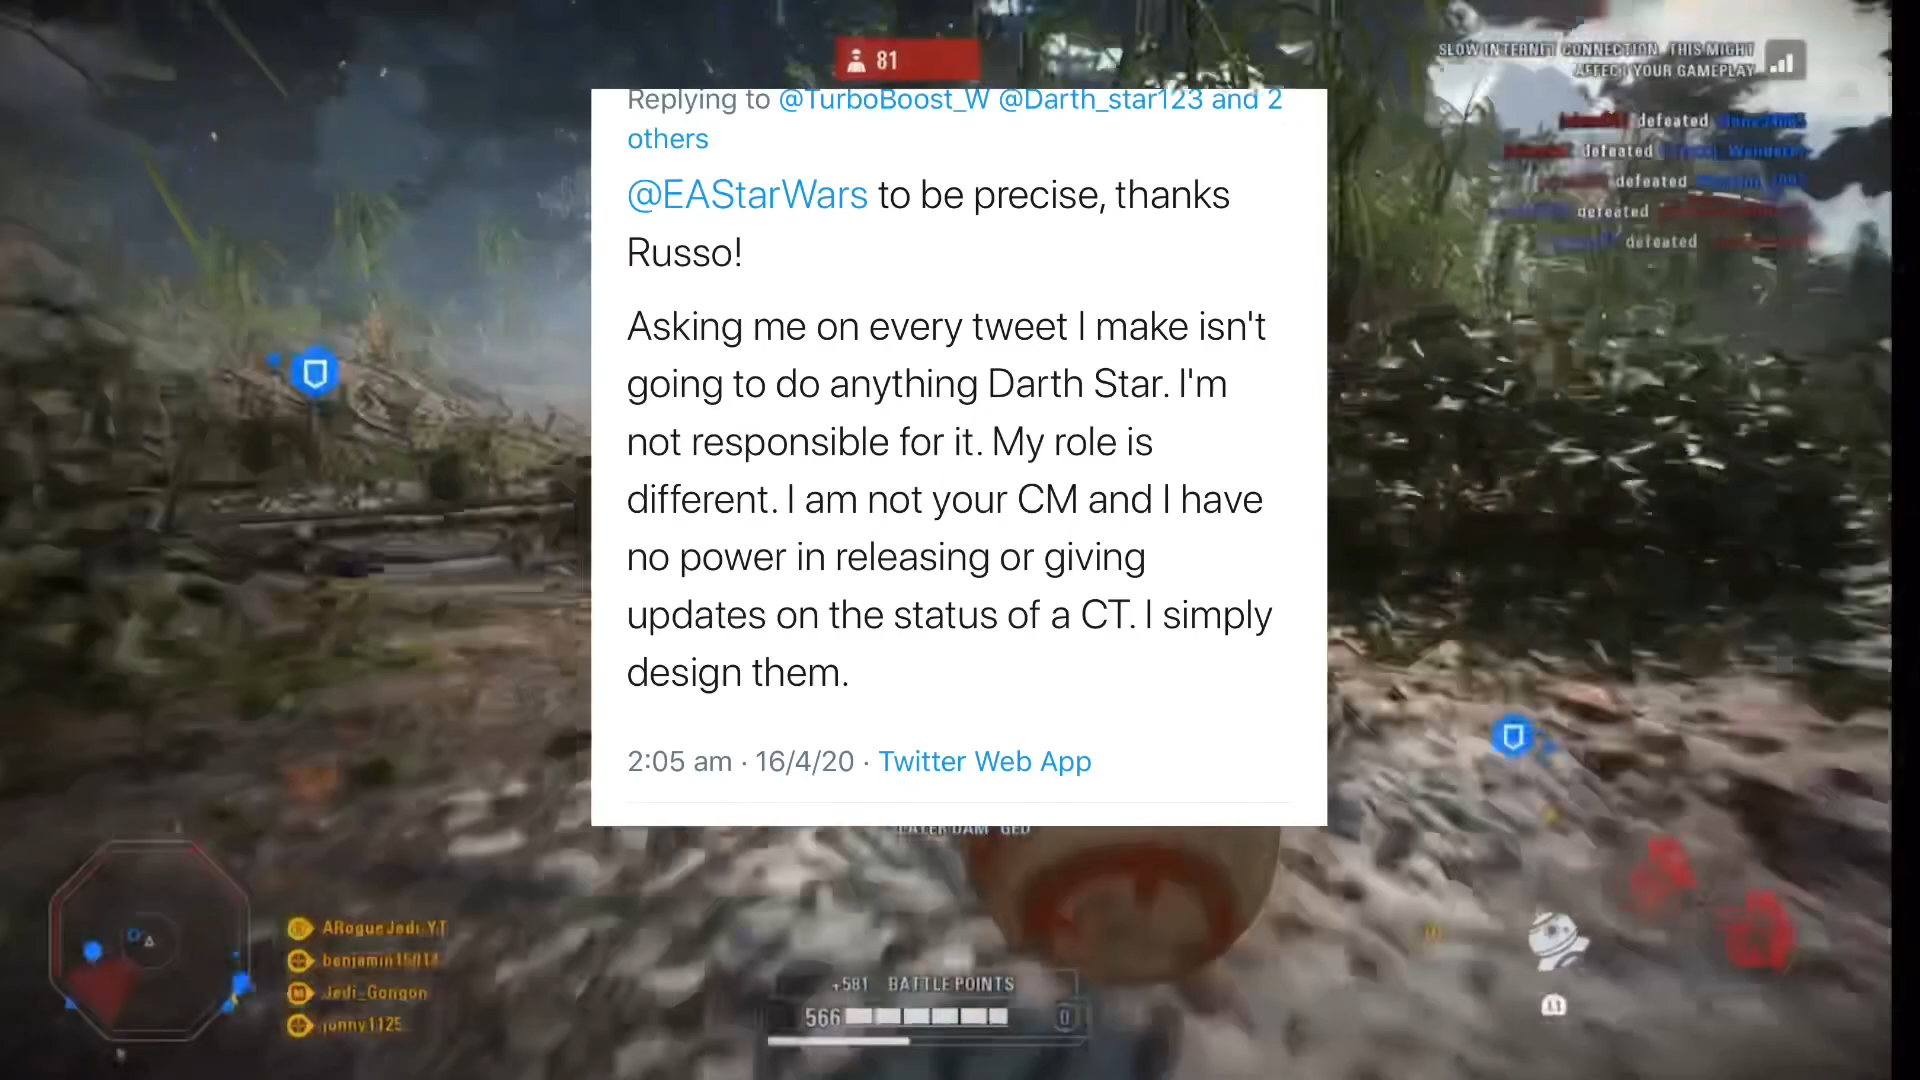 81
SLOW INTERNET CONNECTION, THIS MIGHT
AFFECT YOUR GAMEPLAY
defeated
defeated
defeated
defeated
defeated
Replying to @TurboBoost_W @Darth_star123 and 2
others
@EAStarWars to be precise, thanks
Russo!
Asking me on every tweet I make isn't
going to do anything Darth Star. I'm
not responsible for it. My role is
different. I am not your CM and I have
no power in releasing or giving
updates on the status of a CT. I simply
design them.
2:05 am · 16/4/20 · Twitter Web App
ARogueJedi_YT
Jedi_Gongon
jonny1125
+581 BATTLE POINTS
566
0
L1